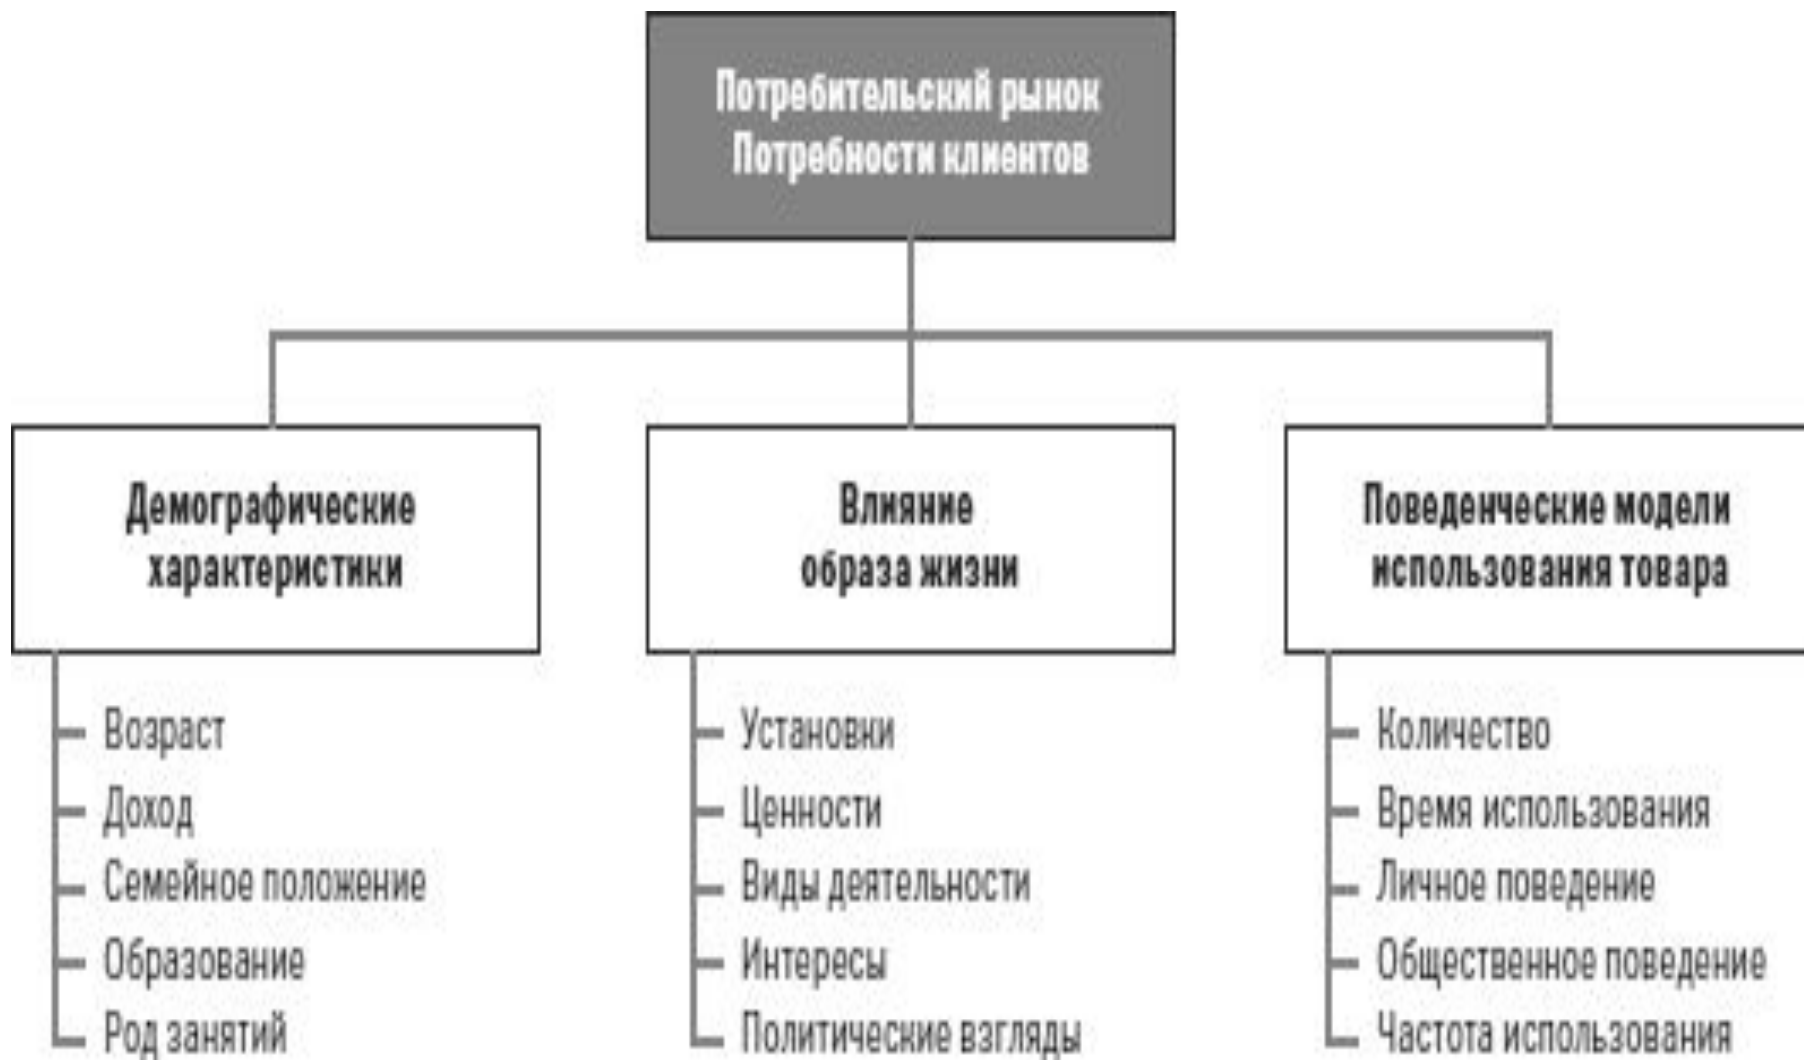 Потребительский рынок
Потребности клиентов
Демографические
характеристики
Возраст
Доход
Семейное положение
Образование
Род занятий
Влияние
образа жизни
Установки
Ценности
Виды деятельности
Интересы
Политические взгляды
Поведенческие модели
использования товара
Количество
Время использования
Личное поведение
Общественное поведение
Частота использования